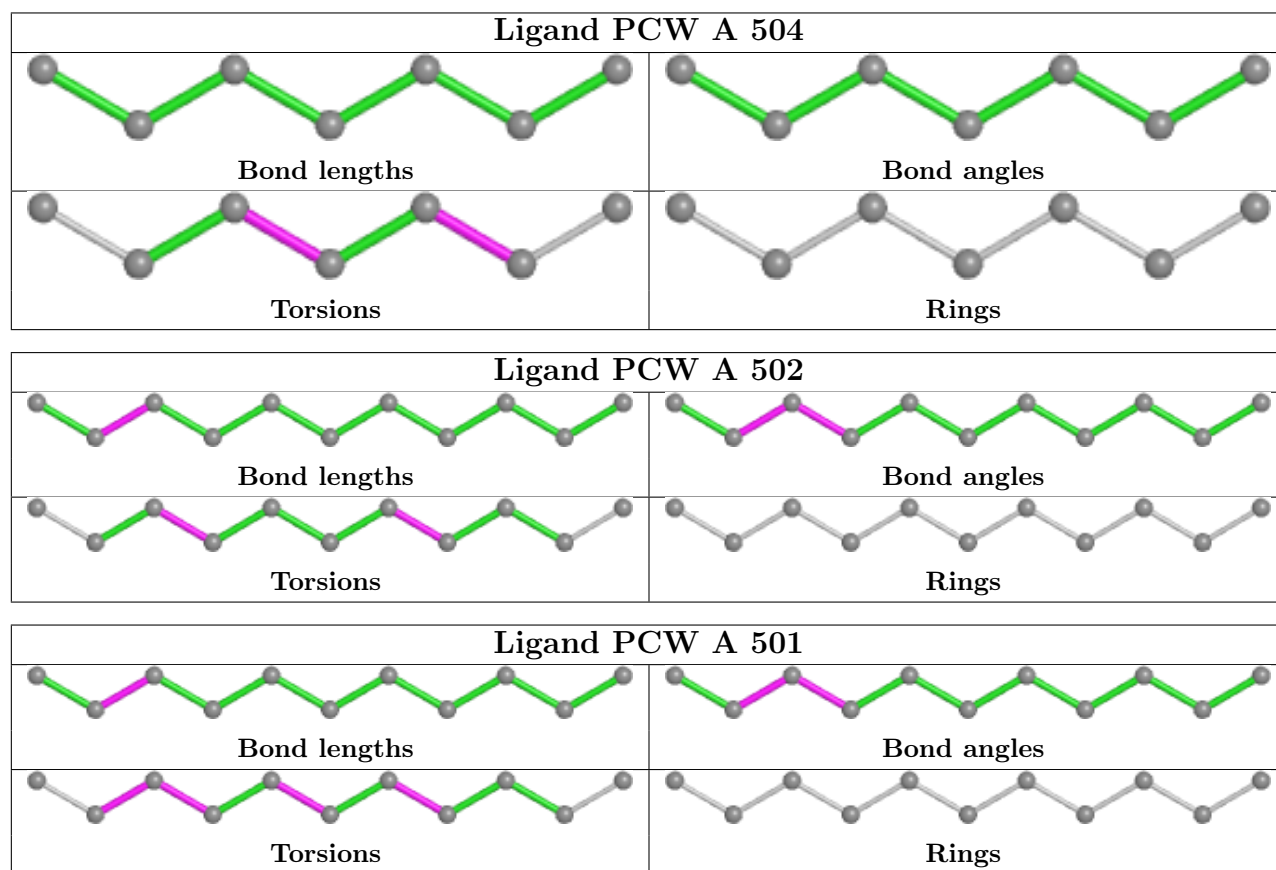 Ligand PCW A 504
Bond lengths Bond angles
Torsions Rings
Ligand PCW A 502
Bond lengths Bond angles
Torsions Rings
Ligand PCW A 501
Bond lengths Bond angles
Torsions Rings